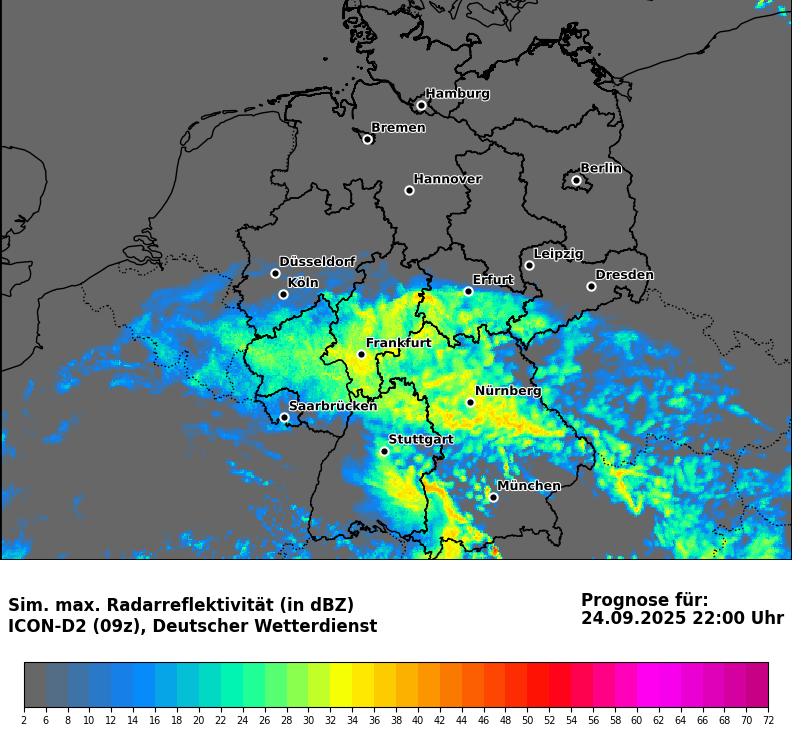 Hamburg
Bremen
Berlin
Hannover
Leipzig
Düsseldorf
Dresden
Köln
Erfurt
Frankfurt
Nürnberg
Saarbrücken
Stuttgart
München
Sim. max. Radarreflektivität (in dBZ)
ICON-D2 (09z), Deutscher Wetterdienst
Prognose für:
24.09.2025 22:00 Uhr
2 6 8 10 12 14 16 18 20 22 24 26 28 30 32 34 36 38 40 42 44 46 48 50 52 54 56 58 60 62 64 66 70 72